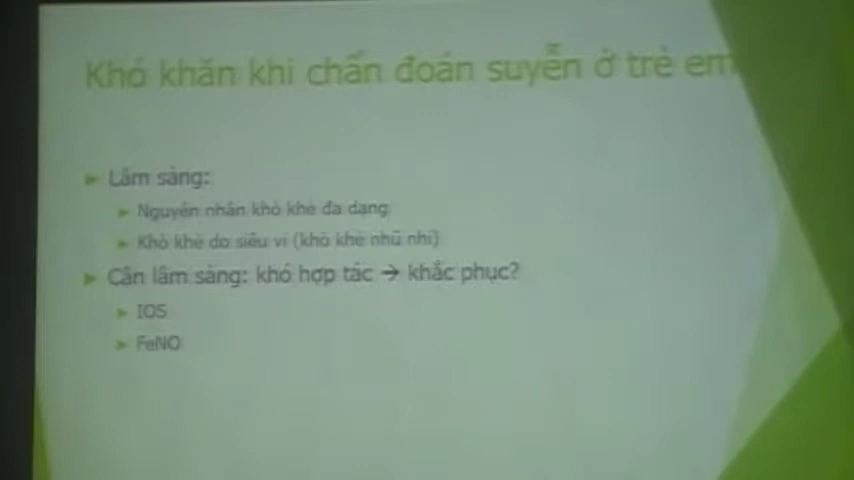 Khó khăn khi chẩn đoán suyễn ở trẻ em
Lâm sàng:
Nguyên nhân khò khè đa dạng
Khò khè do siêu vi (khò khè nhũ nhi)
Cận lâm sàng: khó hợp tác → khắc phục?
IOS
FeNO